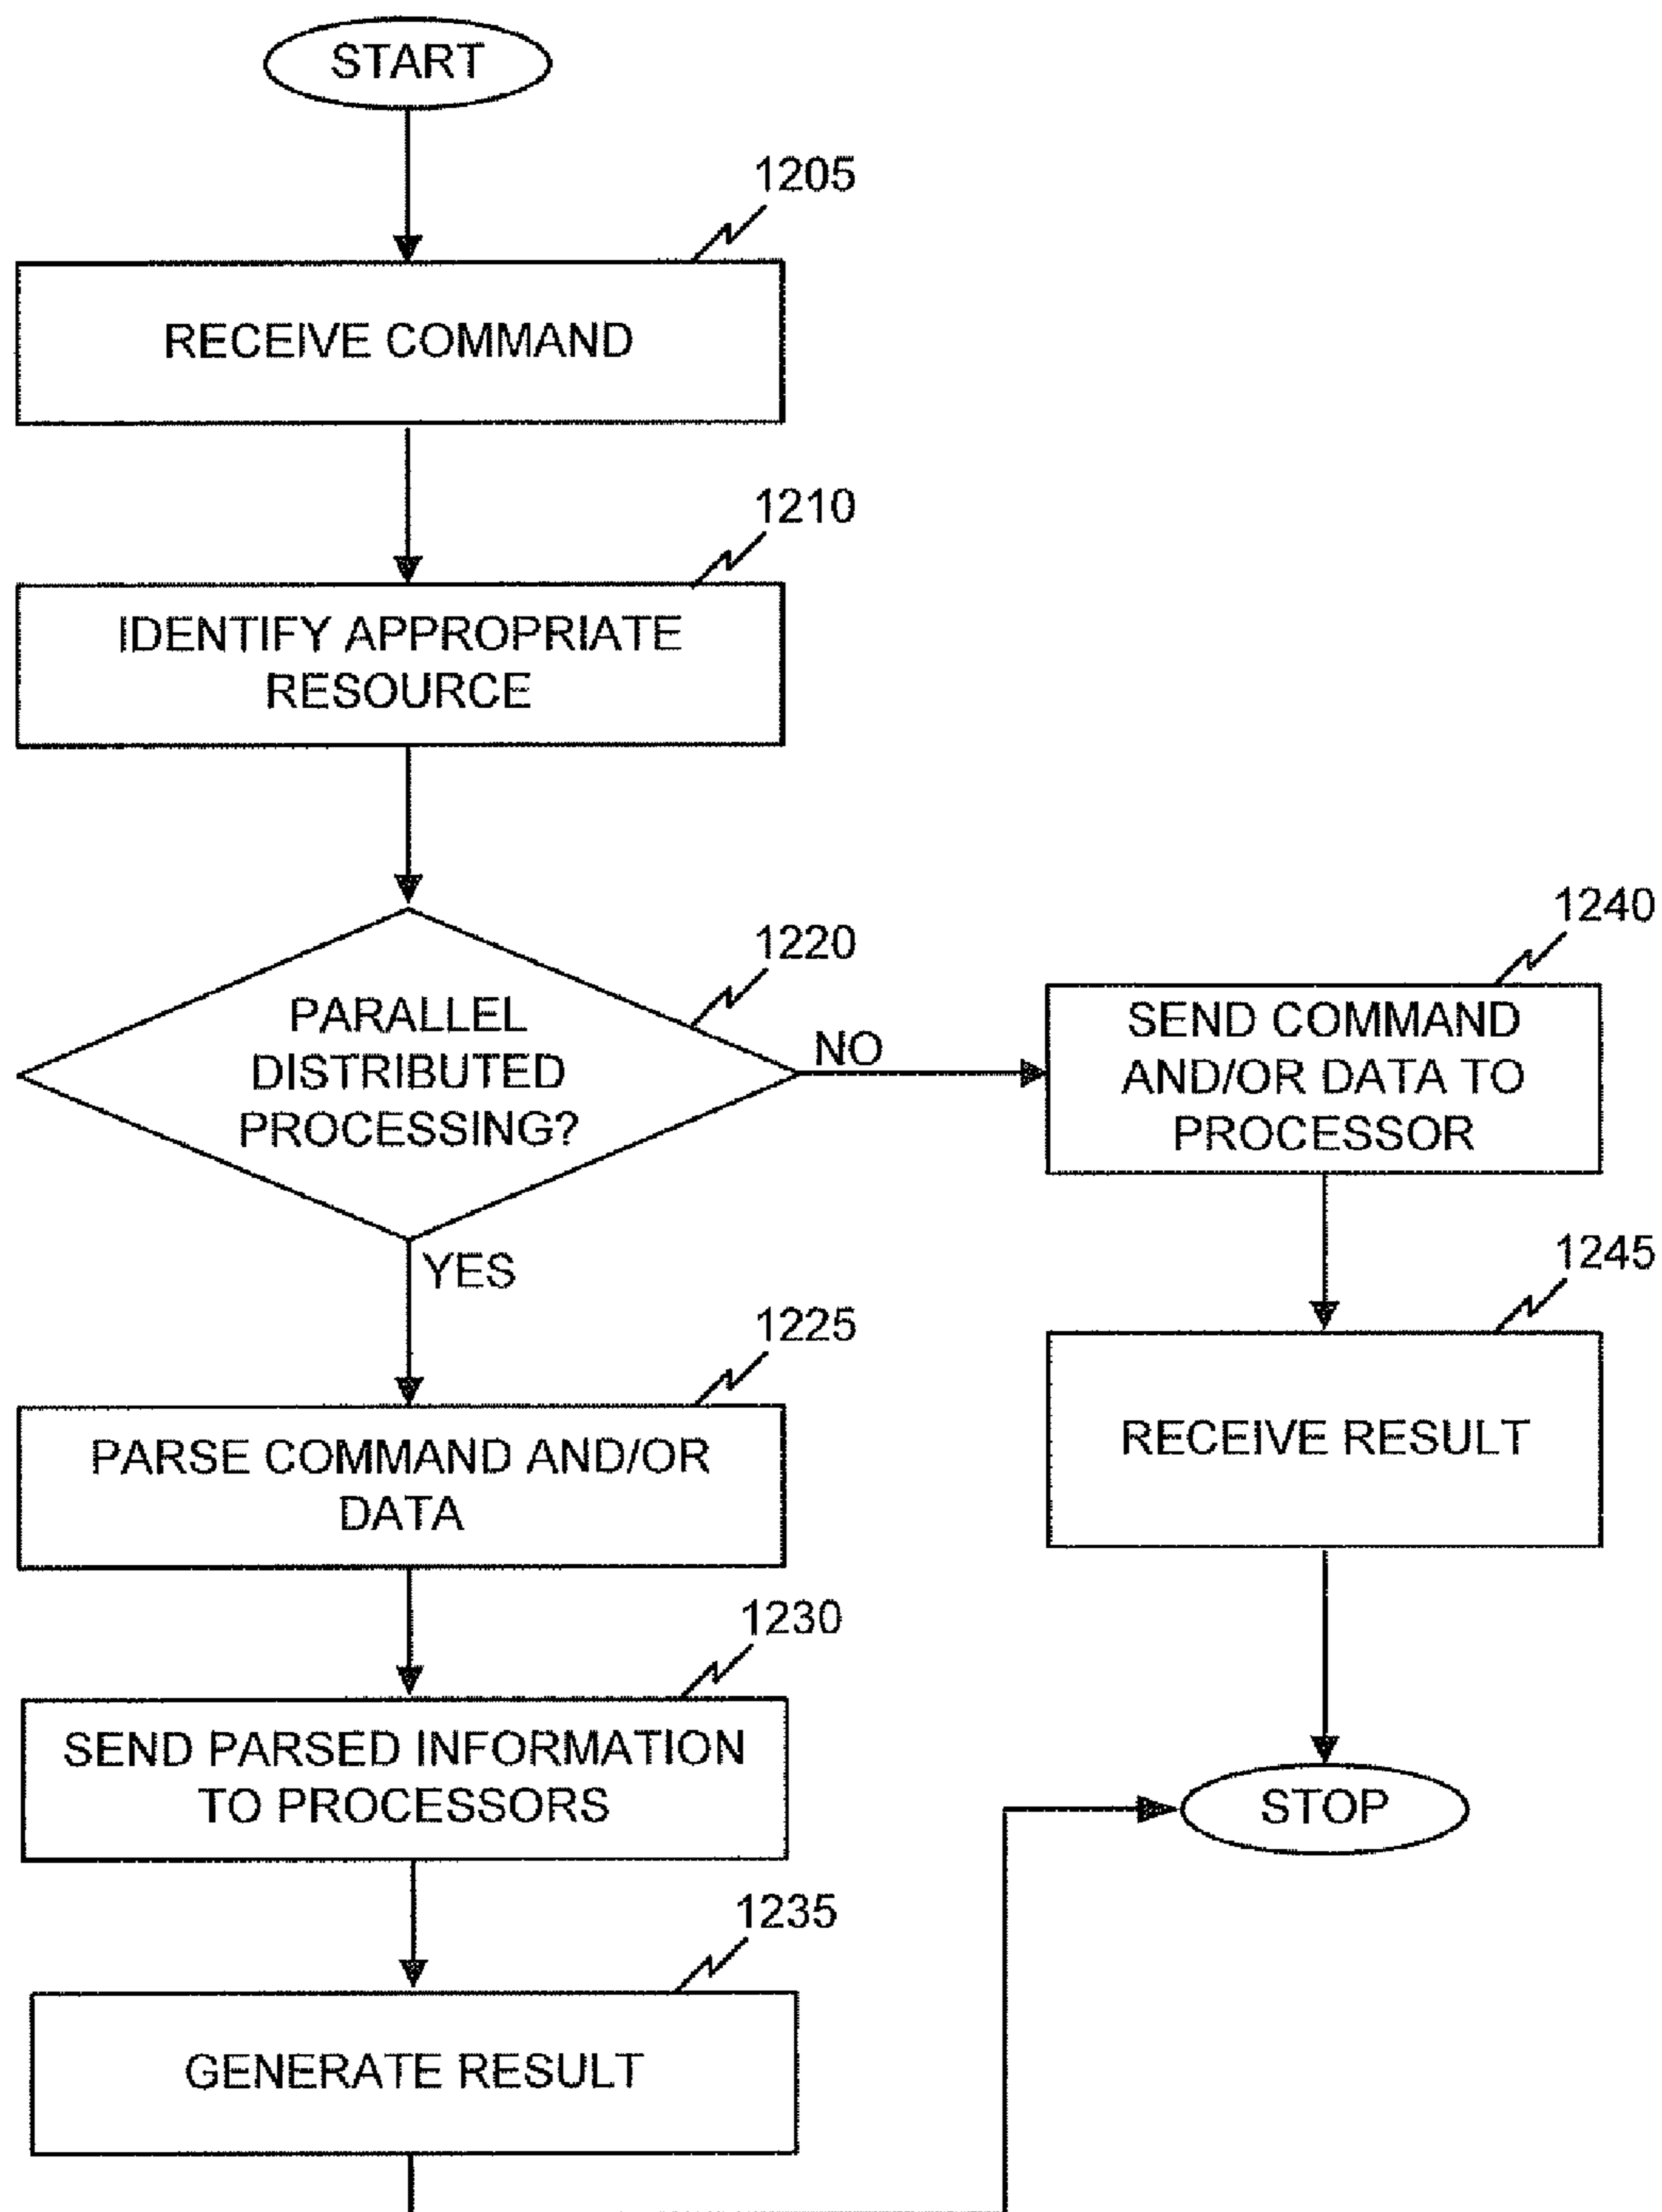 START
1205
RECEIVE COMMAND
1210
IDENTIFY APPROPRIATE
RESOURCE
1220
PARALLEL
DISTRIBUTED
PROCESSING?
NO
1240
SEND COMMAND
AND/OR DATA TO
PROCESSOR
YES
1245
RECEIVE RESULT
1225
PARSE COMMAND AND/OR
DATA
1230
SEND PARSED INFORMATION
TO PROCESSORS
STOP
1235
GENERATE RESULT